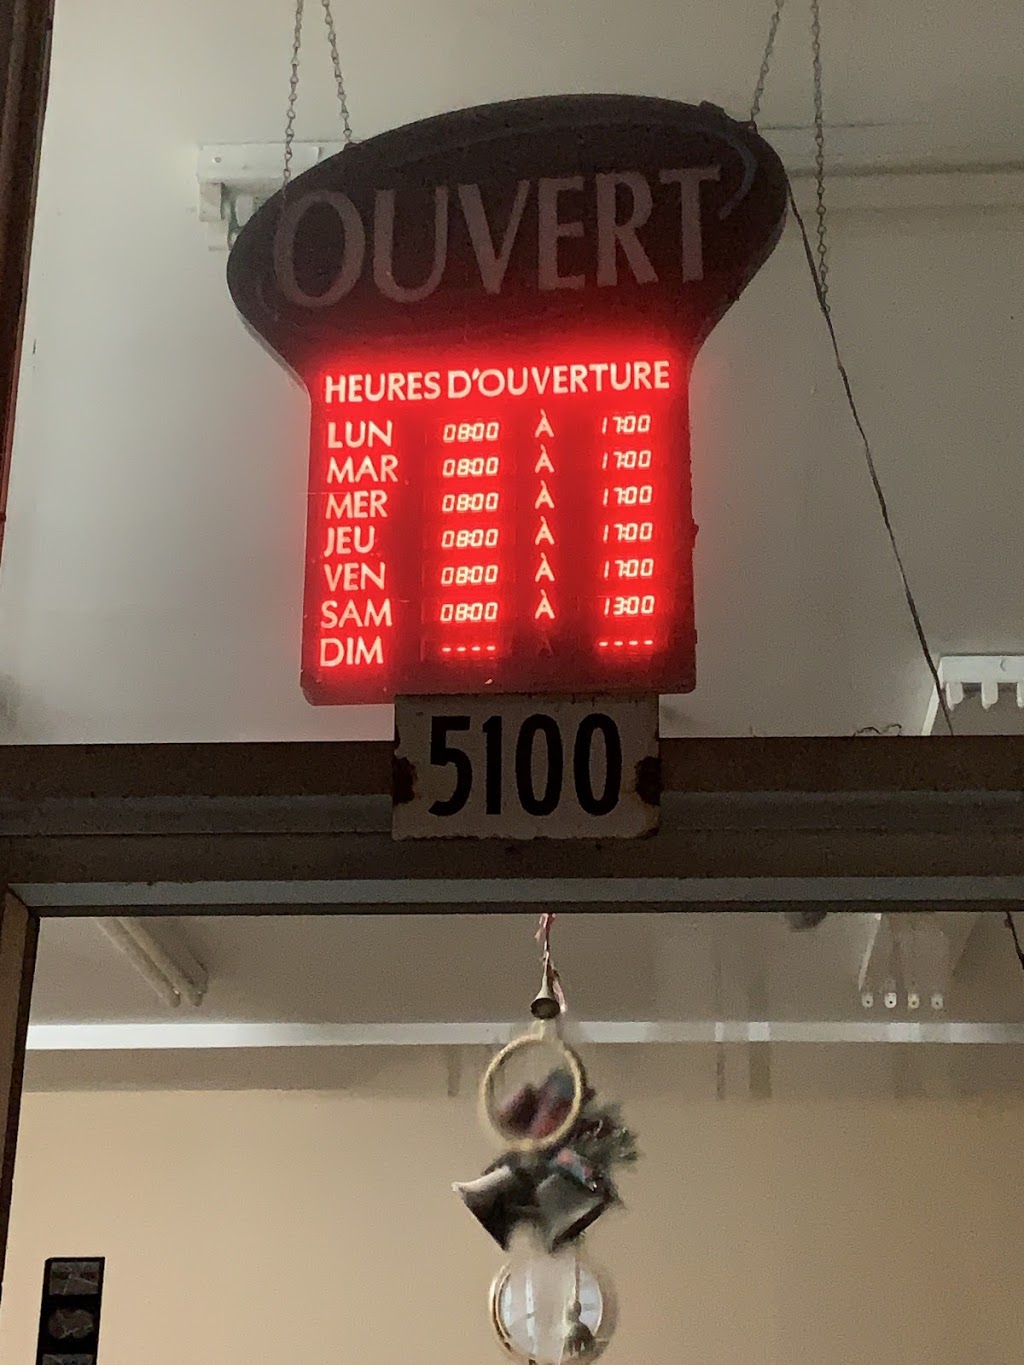 OUVERT
HEURES D'OUVERTURE
LUN 08:00 À 17:00
MAR 08:00 À 17:00
MER 08:00 À 17:00
JEU 08:00 À 17:00
VEN 08:00 À 17:00
SAM 08:00 À 13:00
DIM ---- À ----
5100